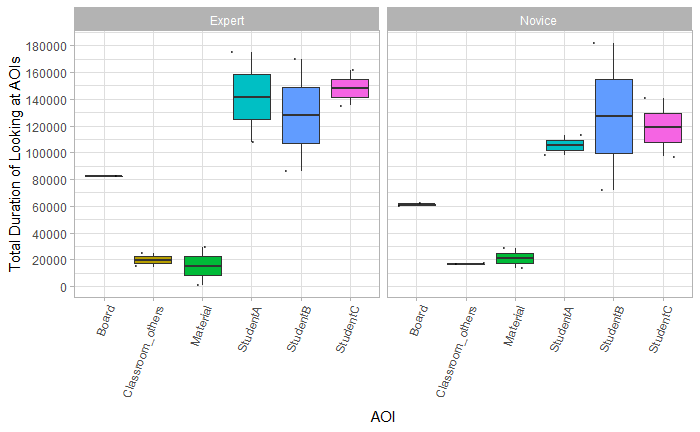 Expert Novice
Total Duration of Looking at AOIs
180000
160000
140000
120000
100000
80000
60000
40000
20000
0
Board
Classroom_others
Material
StudentA
StudentB
StudentC
Board
Classroom_others
Material
StudentA
StudentB
StudentC
AOI